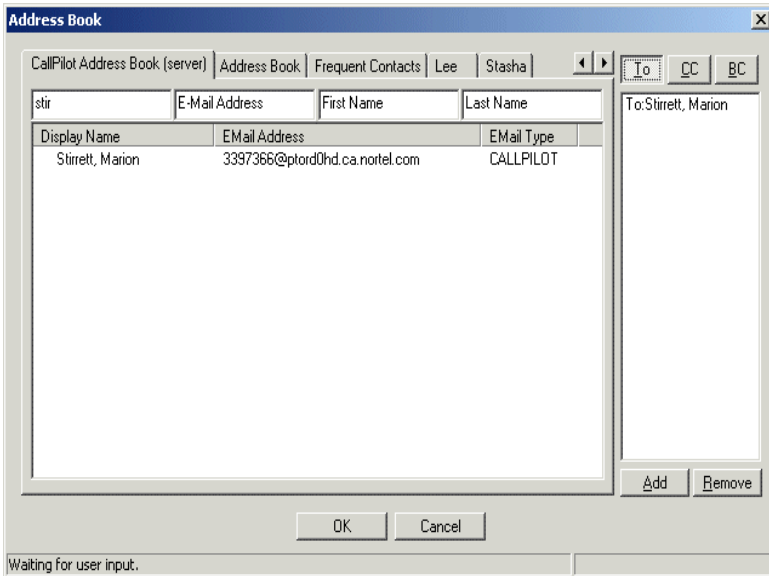 Address Book
CallPilot Address Book (server) Address Book Frequent Contacts Lee Stasha
To CC BC
stir E-Mail Address First Name Last Name
To:Stirrett, Marion
Display Name EMail Address EMail Type
Stirrett, Marion 3397366@ptord0hd.ca.nortel.com CALLPILOT
Add Remove
OK Cancel
Waiting for user input.